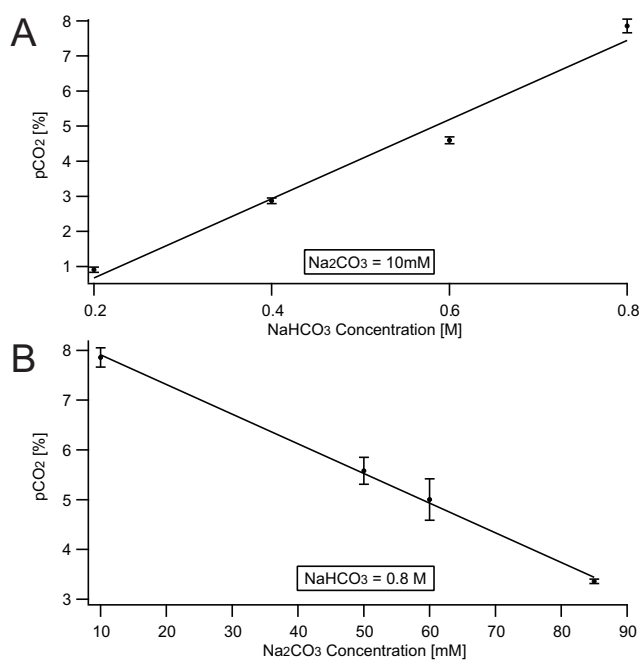 A
8
7
6
5
4
3
2
1
pCO2 [%]
Na2CO3 = 10mM
0.2 0.4 0.6 0.8
NaHCO3 Concentration [M]
B
8
7
6
5
4
3
pCO2 [%]
NaHCO3 = 0.8 M
10 20 30 40 50 60 70 80 90
Na2CO3 Concentration [mM]